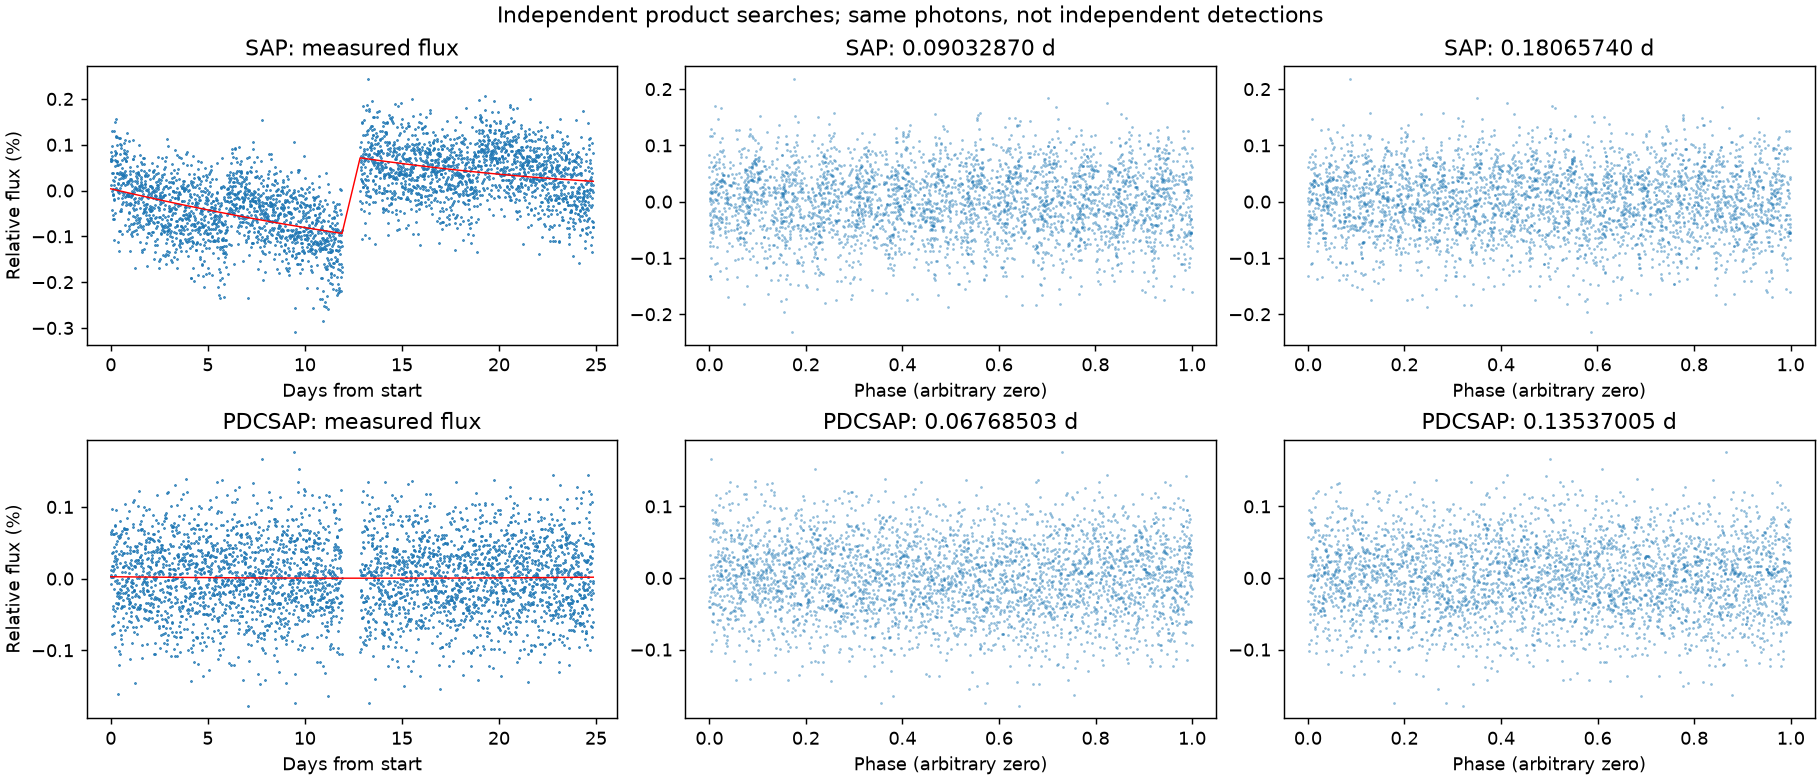 Independent product searches; same photons, not independent detections
SAP: measured flux
Relative flux (%)
0.2
0.1
0.0
−0.1
−0.2
−0.3
0 5 10 15 20 25
Days from start
SAP: 0.09032870 d
0.2
0.1
0.0
−0.1
−0.2
0.0 0.2 0.4 0.6 0.8 1.0
Phase (arbitrary zero)
SAP: 0.18065740 d
0.2
0.1
0.0
−0.1
−0.2
0.0 0.2 0.4 0.6 0.8 1.0
Phase (arbitrary zero)
PDCSAP: measured flux
Relative flux (%)
0.1
0.0
−0.1
0 5 10 15 20 25
Days from start
PDCSAP: 0.06768503 d
0.1
0.0
−0.1
0.0 0.2 0.4 0.6 0.8 1.0
Phase (arbitrary zero)
PDCSAP: 0.13537005 d
0.1
0.0
−0.1
0.0 0.2 0.4 0.6 0.8 1.0
Phase (arbitrary zero)